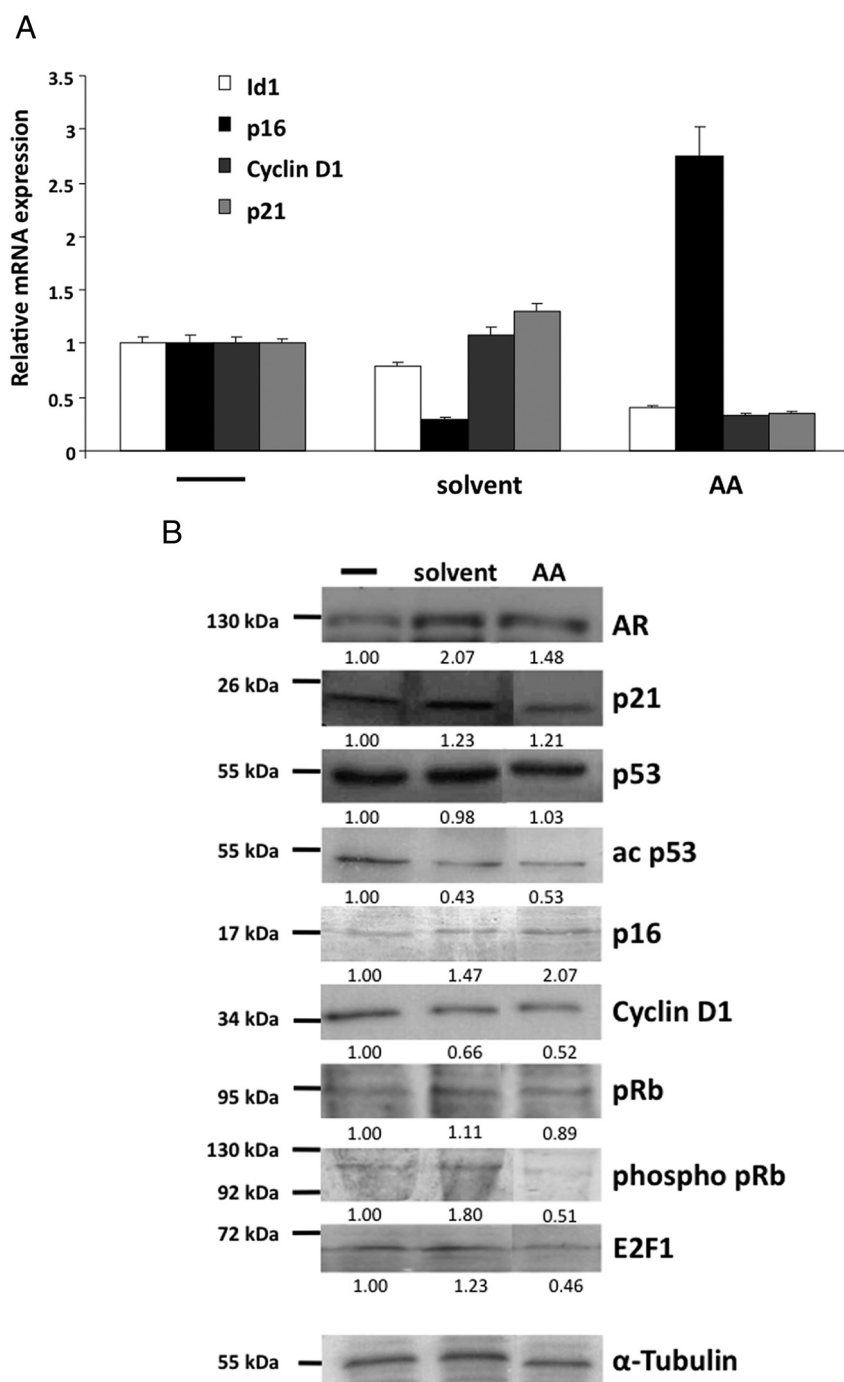 A
Relative mRNA expression
3.5
3
2.5
2
1.5
1
0.5
0
Id1
p16
Cyclin D1
p21
solvent AA
B
solvent AA
130 kDa AR
1.00 2.07 1.48
26 kDa p21
1.00 1.23 1.21
55 kDa p53
1.00 0.98 1.03
55 kDa ac p53
1.00 0.43 0.53
17 kDa p16
1.00 1.47 2.07
34 kDa Cyclin D1
1.00 0.66 0.52
95 kDa pRb
1.00 1.11 0.89
130 kDa
92 kDa phospho pRb
1.00 1.80 0.51
72 kDa E2F1
1.00 1.23 0.46
55 kDa α-Tubulin